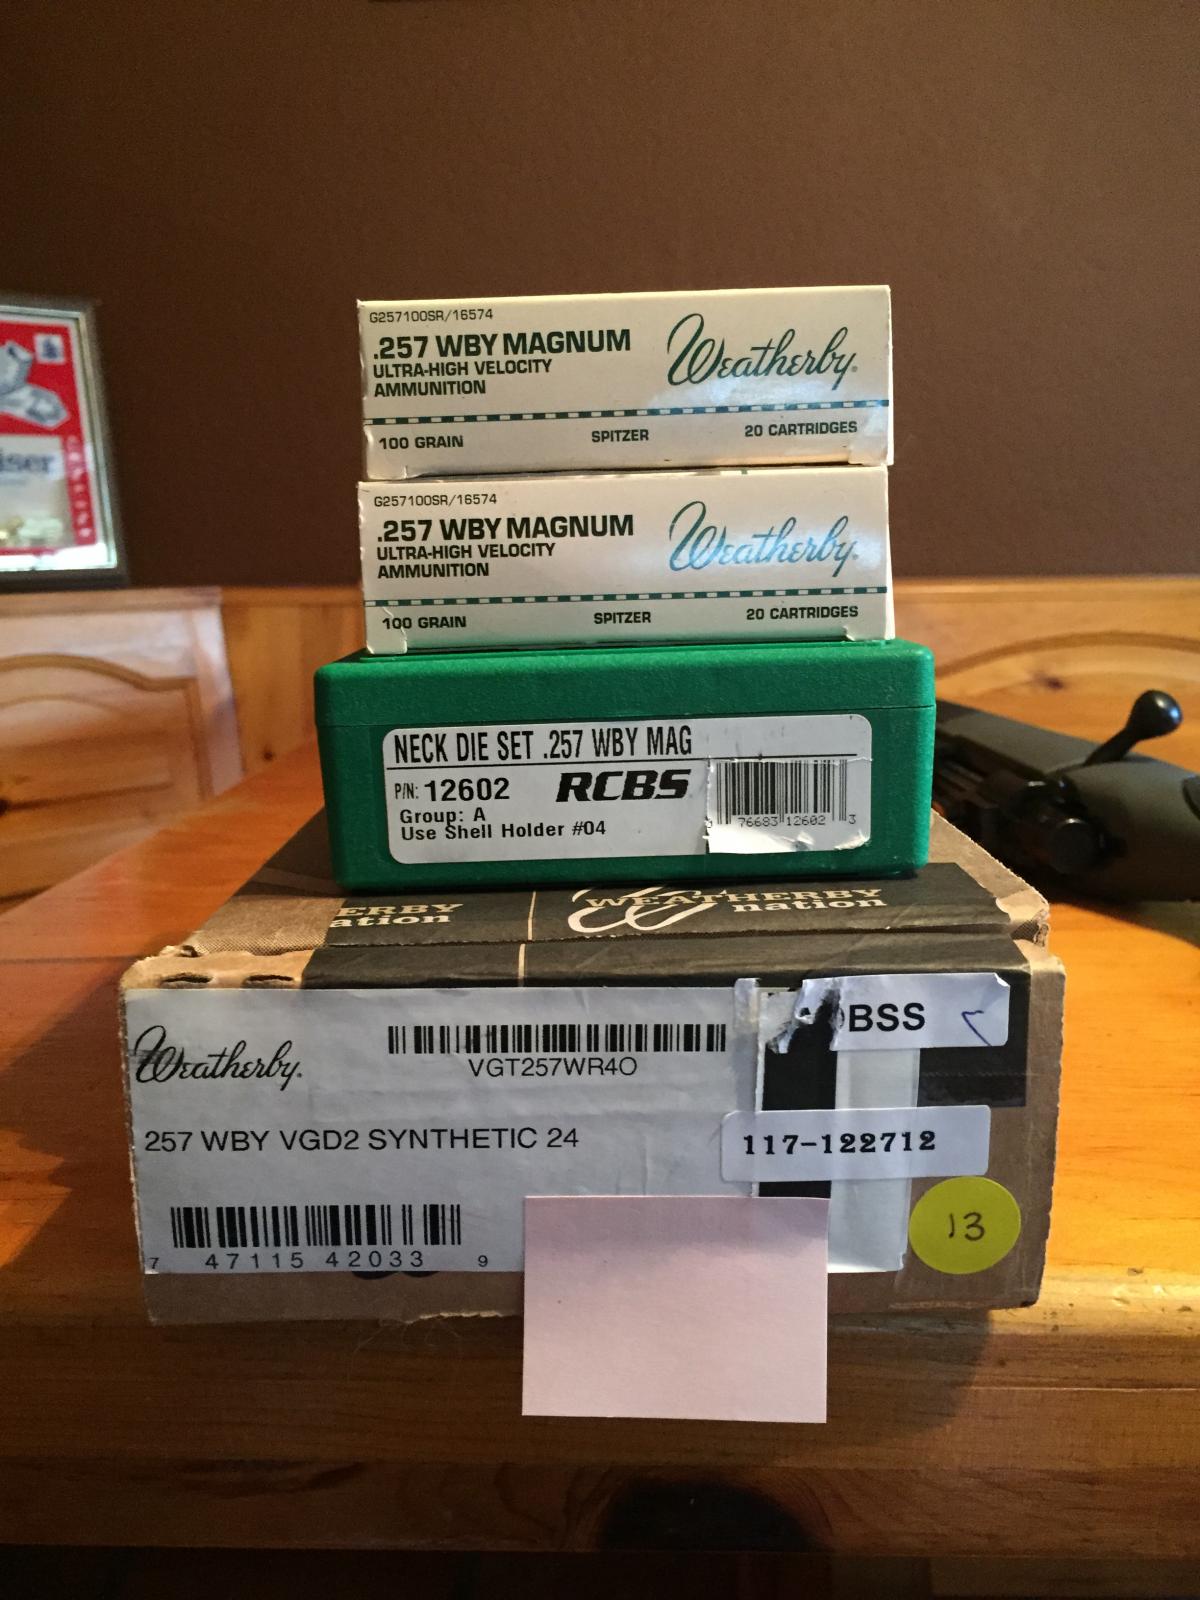 G257100SR/16574
.257 WBY MAGNUM
ULTRA-HIGH VELOCITY
AMMUNITION
Weatherby®
100 GRAIN SPITZER 20 CARTRIDGES
G257100SR/16574
.257 WBY MAGNUM
ULTRA-HIGH VELOCITY
AMMUNITION
Weatherby®
100 GRAIN SPITZER 20 CARTRIDGES
iser
NECK DIE SET .257 WBY MAG
P/N: 12602 RCBS
Group: A
Use Shell Holder #04
76683 12602 3
ERBY
ation
WEATHERBY
nation
Weatherby®
VGT257WR4O
BSS
257 WBY VGD2 SYNTHETIC 24
117-122712
13
7 47115 42033 9